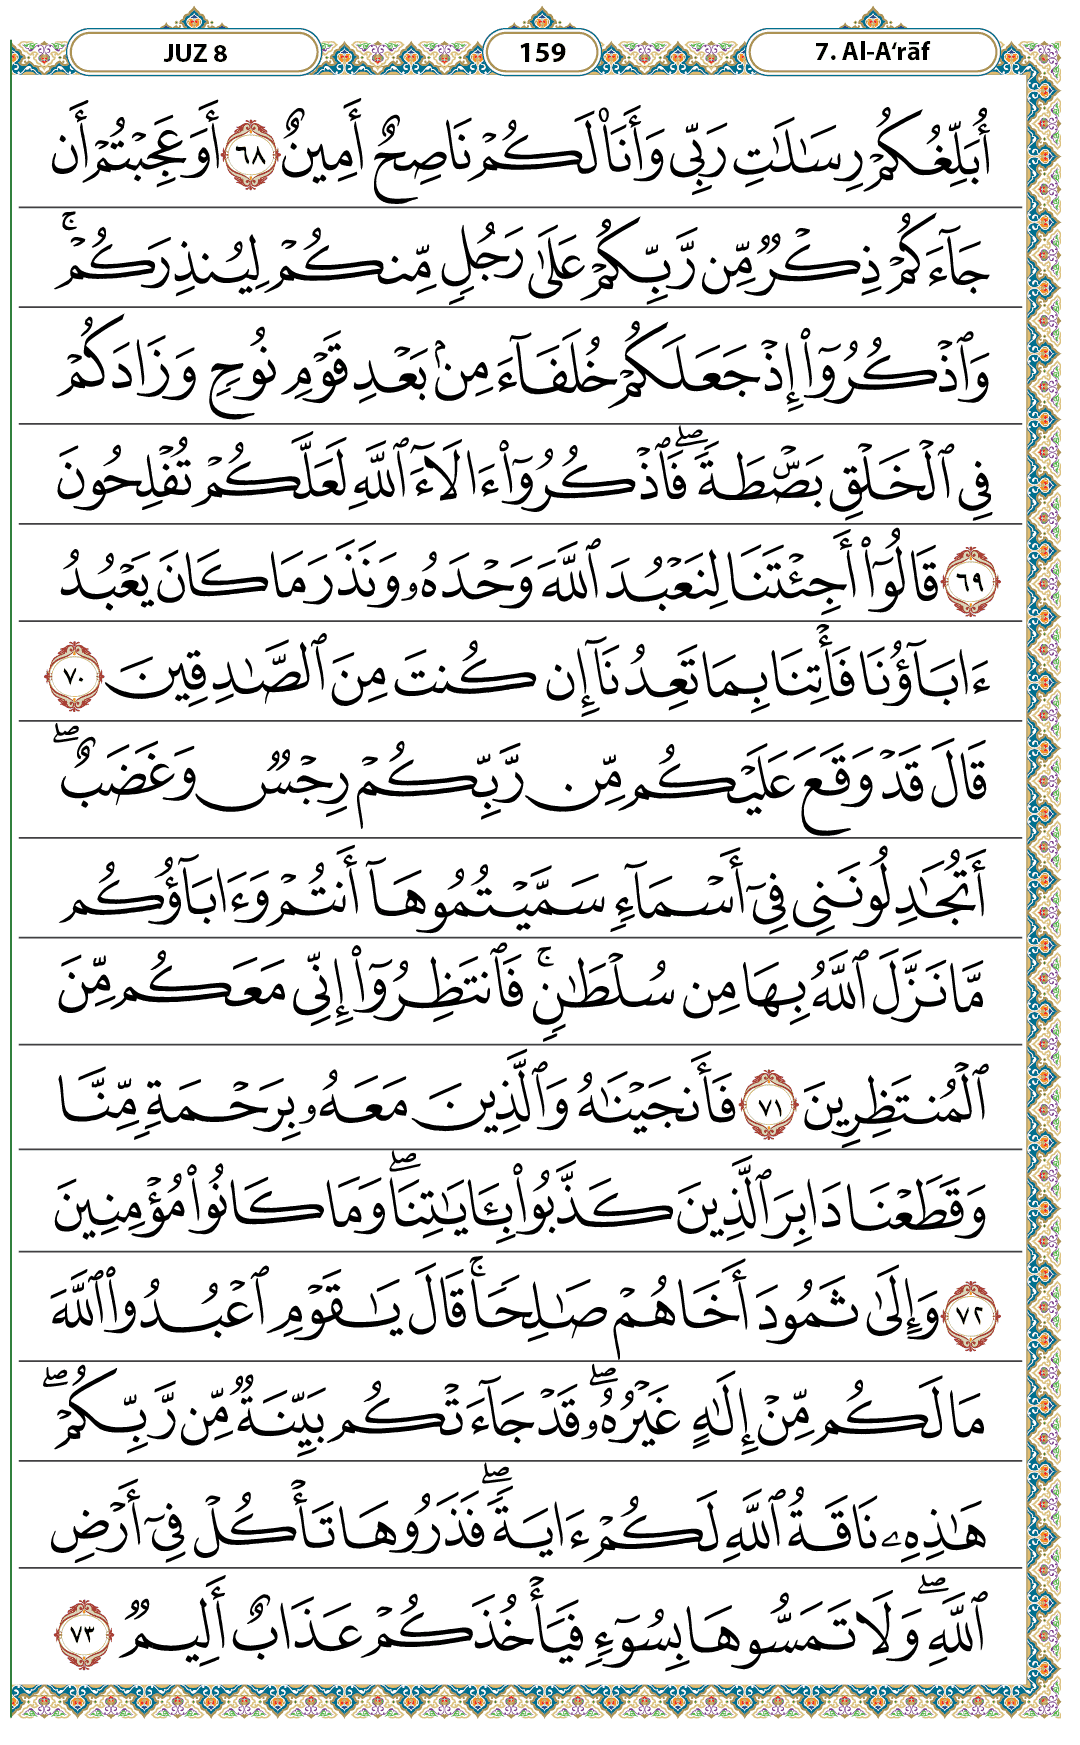 JUZ 8 159 7. Al-A‘rāf
أُبَلِّغُكُمْ رِسَٰلَٰتِ رَبِّى وَأَنَا۠ لَكُمْ نَاصِحٌ أَمِينٌ ٦٨ أَوَعَجِبْتُمْ أَن
جَآءَكُمْ ذِكْرٌ مِّن رَّبِّكُمْ عَلَىٰ رَجُلٍ مِّنكُمْ لِيُنذِرَكُمْ ۚ
وَٱذْكُرُوٓا۟ إِذْ جَعَلَكُمْ خُلَفَآءَ مِنۢ بَعْدِ قَوْمِ نُوحٍ وَزَادَكُمْ
فِى ٱلْخَلْقِ بَصْۜطَةً ۖ فَٱذْكُرُوٓا۟ ءَالَآءَ ٱللَّهِ لَعَلَّكُمْ تُفْلِحُونَ
٦٩ قَالُوٓا۟ أَجِئْتَنَا لِنَعْبُدَ ٱللَّهَ وَحْدَهُۥ وَنَذَرَ مَا كَانَ يَعْبُدُ
ءَابَآؤُنَا فَأْتِنَا بِمَا تَعِدُنَآ إِن كُنتَ مِنَ ٱلصَّٰدِقِينَ ٧٠
قَالَ قَدْ وَقَعَ عَلَيْكُم مِّن رَّبِّكُمْ رِجْسٌ وَغَضَبٌ ۖ
أَتُجَٰدِلُونَنِى فِىٓ أَسْمَآءٍ سَمَّيْتُمُوهَآ أَنتُمْ وَءَابَآؤُكُم
مَّا نَزَّلَ ٱللَّهُ بِهَا مِن سُلْطَٰنٍ ۚ فَٱنتَظِرُوٓا۟ إِنِّى مَعَكُم مِّنَ
ٱلْمُنتَظِرِينَ ٧١ فَأَنجَيْنَٰهُ وَٱلَّذِينَ مَعَهُۥ بِرَحْمَةٍ مِّنَّا
وَقَطَعْنَا دَابِرَ ٱلَّذِينَ كَذَّبُوا۟ بِـَٔايَٰتِنَا ۖ وَمَا كَانُوا۟ مُؤْمِنِينَ
٧٢ وَإِلَىٰ ثَمُودَ أَخَاهُمْ صَٰلِحًا ۚ قَالَ يَٰقَوْمِ ٱعْبُدُوا۟ ٱللَّهَ
مَا لَكُم مِّنْ إِلَٰهٍ غَيْرُهُۥ ۖ قَدْ جَآءَتْكُم بَيِّنَةٌ مِّن رَّبِّكُمْ ۖ
هَٰذِهِۦ نَاقَةُ ٱللَّهِ لَكُمْ ءَايَةً ۖ فَذَرُوهَا تَأْكُلْ فِىٓ أَرْضِ
ٱللَّهِ ۖ وَلَا تَمَسُّوهَا بِسُوٓءٍ فَيَأْخُذَكُمْ عَذَابٌ أَلِيمٌ ٧٣